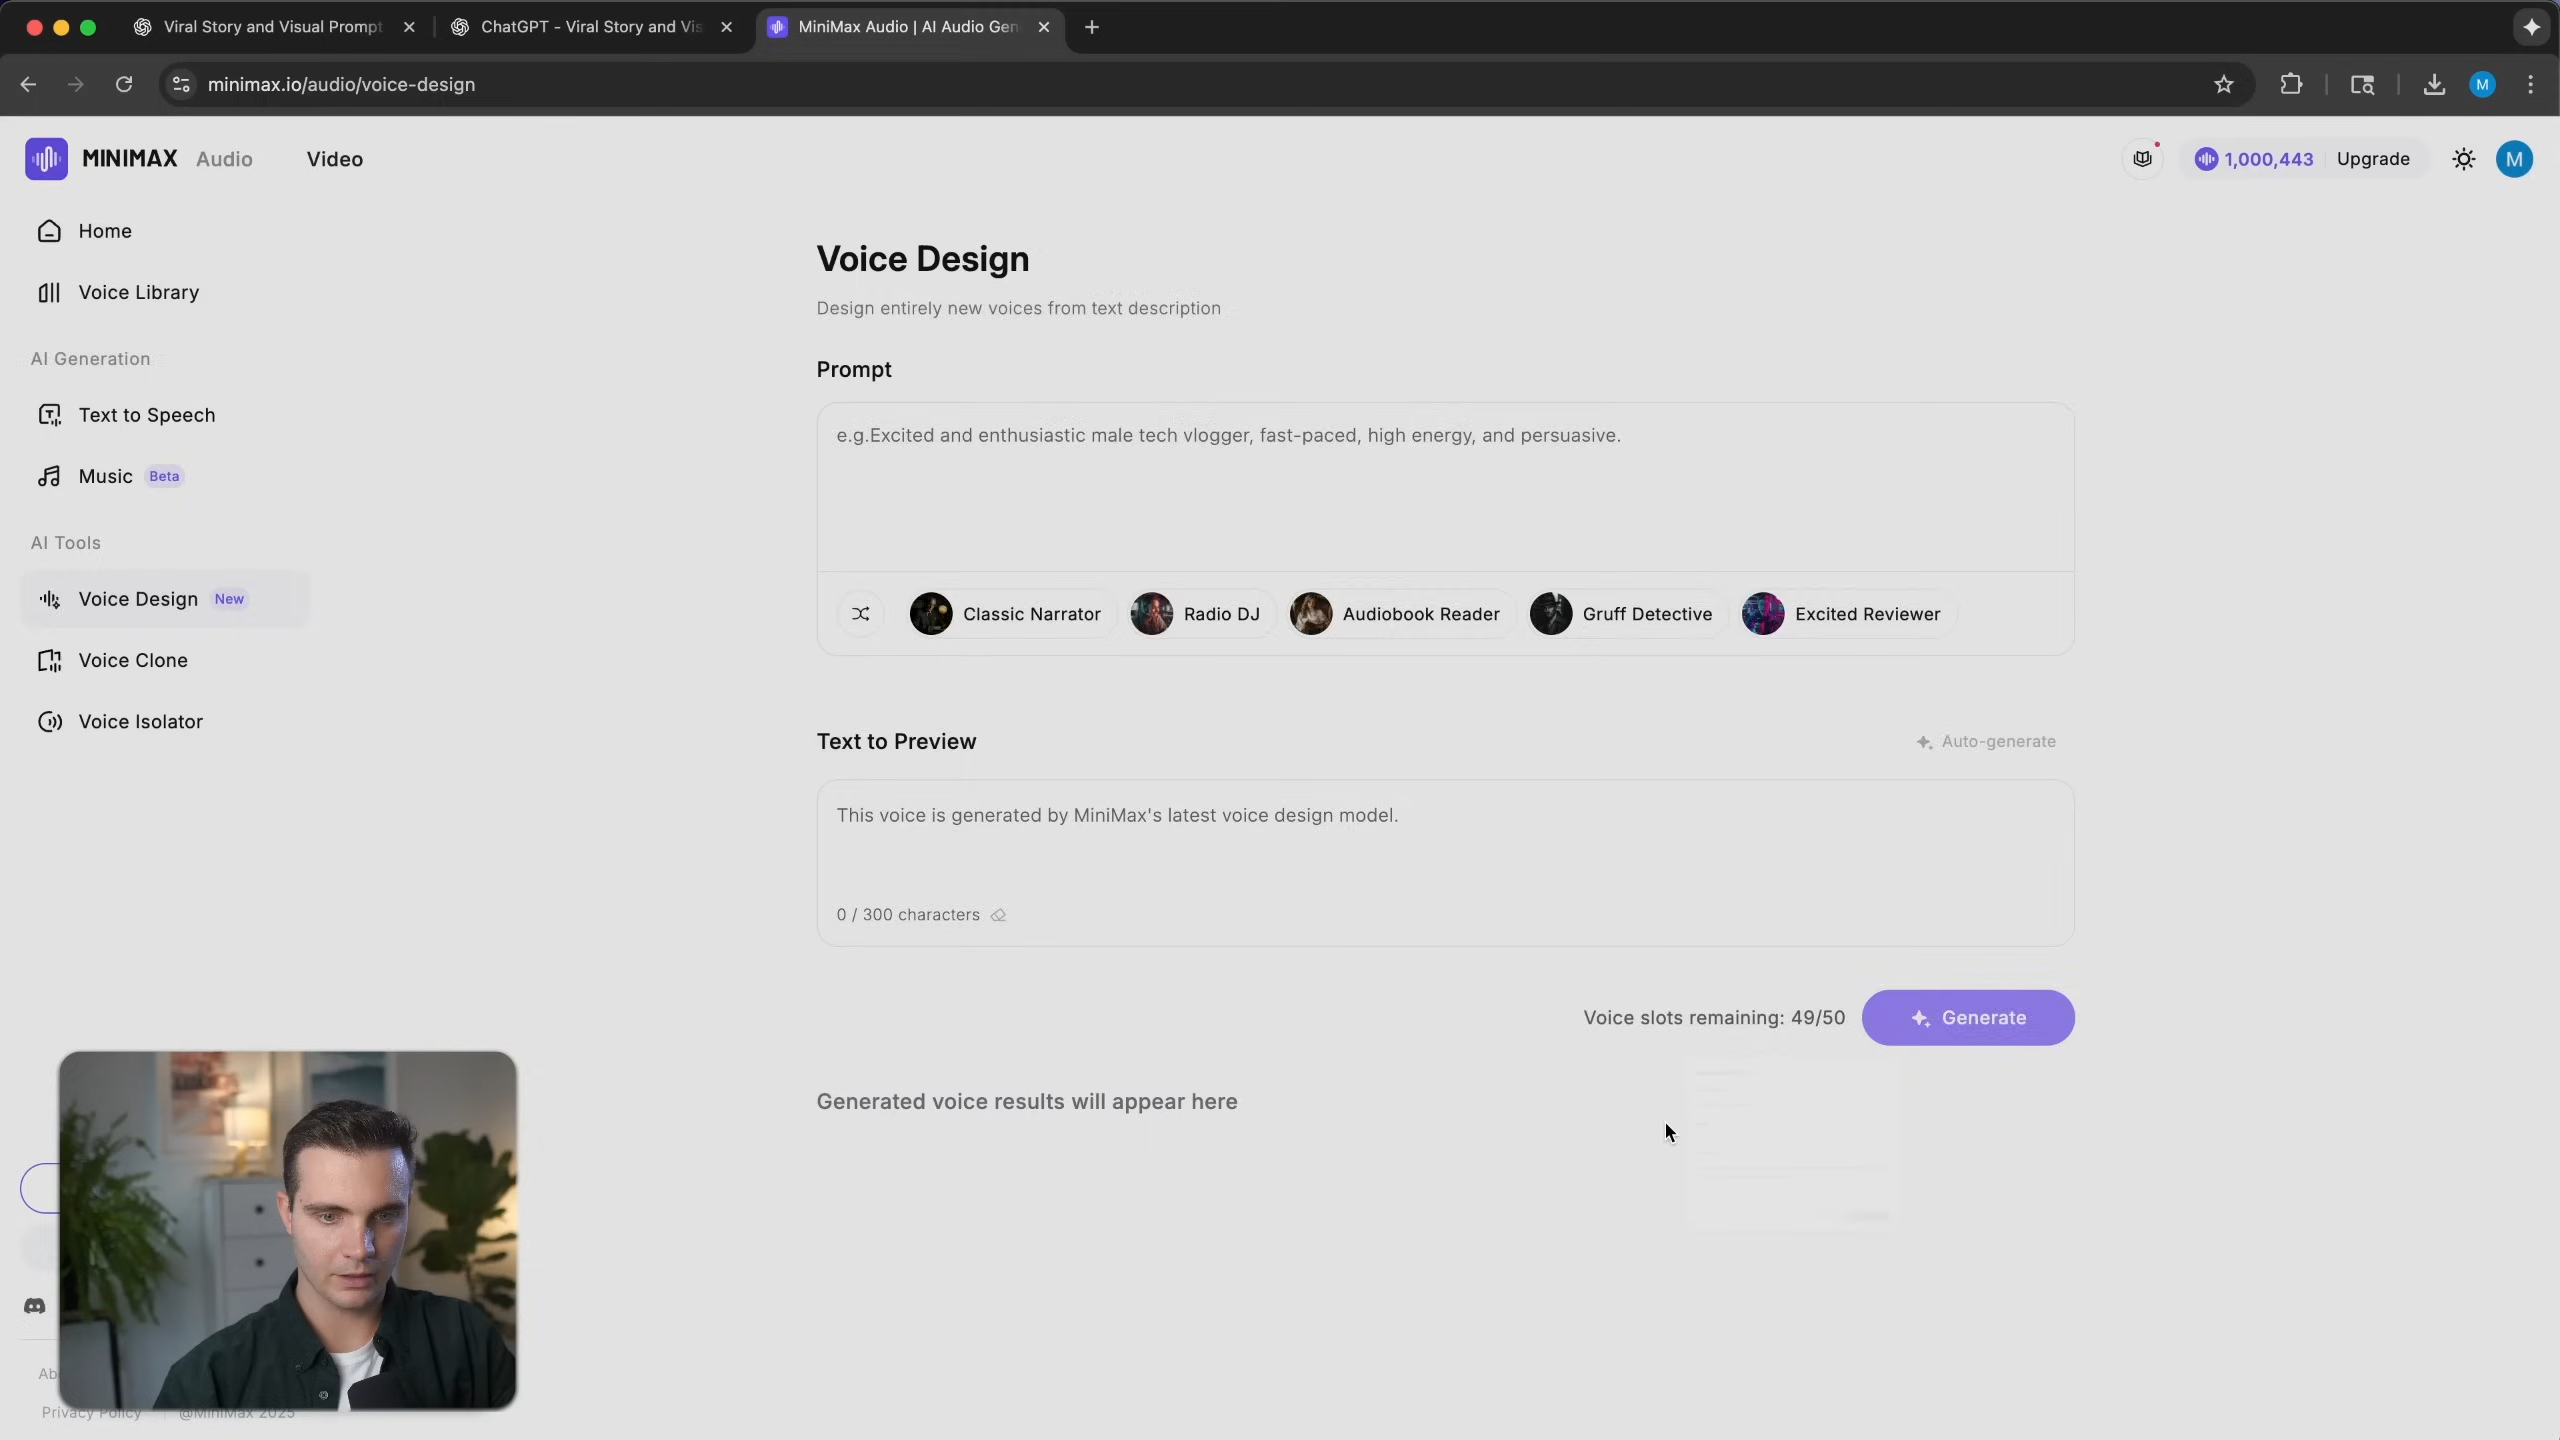 Viral Story and Visual Prompt
ChatGPT - Viral Story and Vis
MiniMax Audio | AI Audio Gen
minimax.io/audio/voice-design
MINIMAX Audio Video
1,000,443 Upgrade
M
Home
Voice Library
AI Generation
Text to Speech
Music Beta
AI Tools
Voice Design New
Voice Clone
Voice Isolator
Voice Design
Design entirely new voices from text description
Prompt
e.g.Excited and enthusiastic male tech vlogger, fast-paced, high energy, and persuasive.
Classic Narrator Radio DJ Audiobook Reader Gruff Detective Excited Reviewer
Text to Preview Auto-generate
This voice is generated by MiniMax's latest voice design model.
0 / 300 characters
Voice slots remaining: 49/50 Generate
Generated voice results will appear here
Privacy Policy @MiniMax 2025